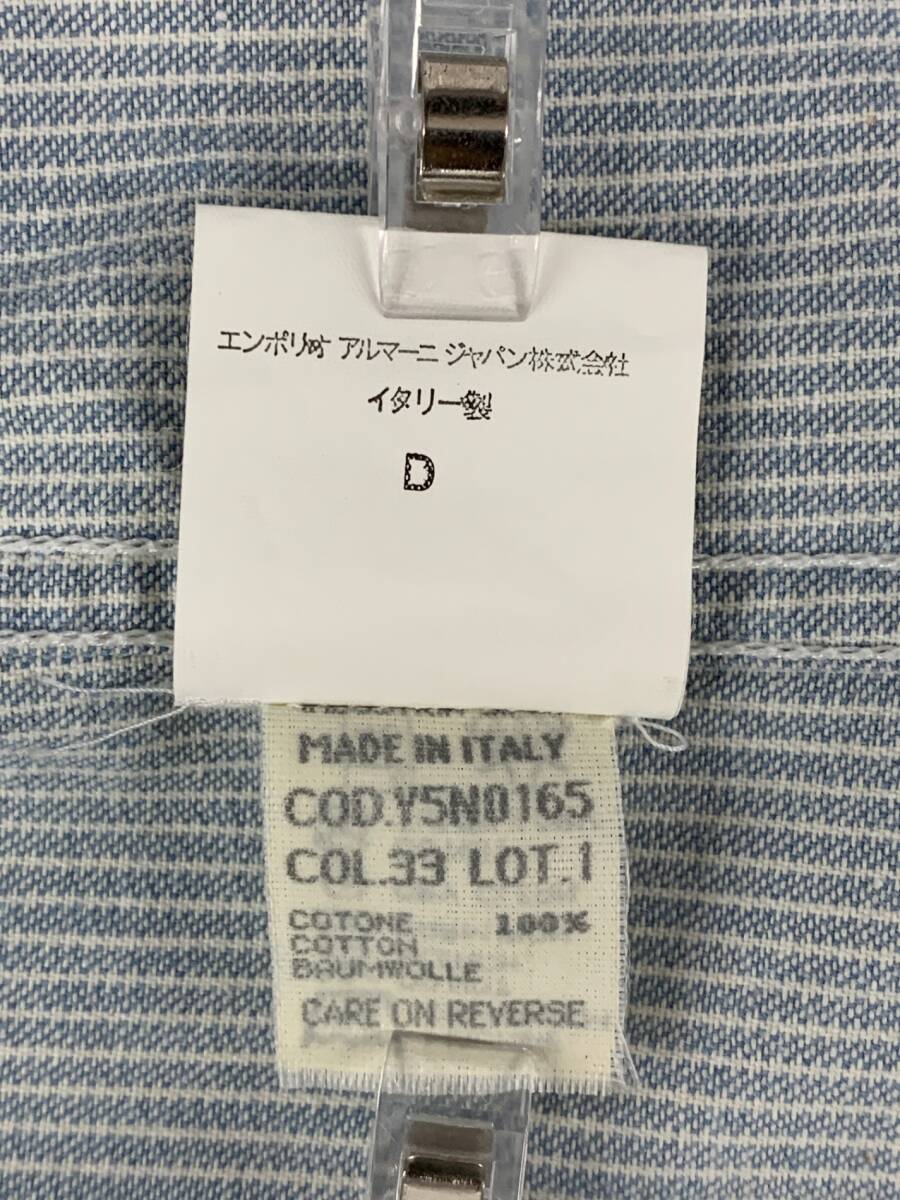 エンポリオ アルマーニ ジャパン株式会社
イタリー製
D
MADE IN ITALY
COD.Y5N0165
COL.33 LOT.1
COTONE 100%
COTTON
BAUMWOLLE
CARE ON REVERSE